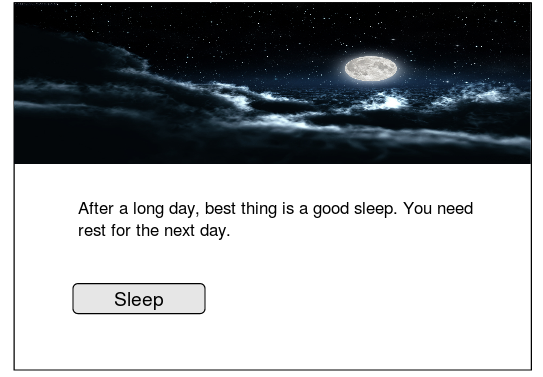 After a long day, best thing is a good sleep. You need
rest for the next day.
Sleep